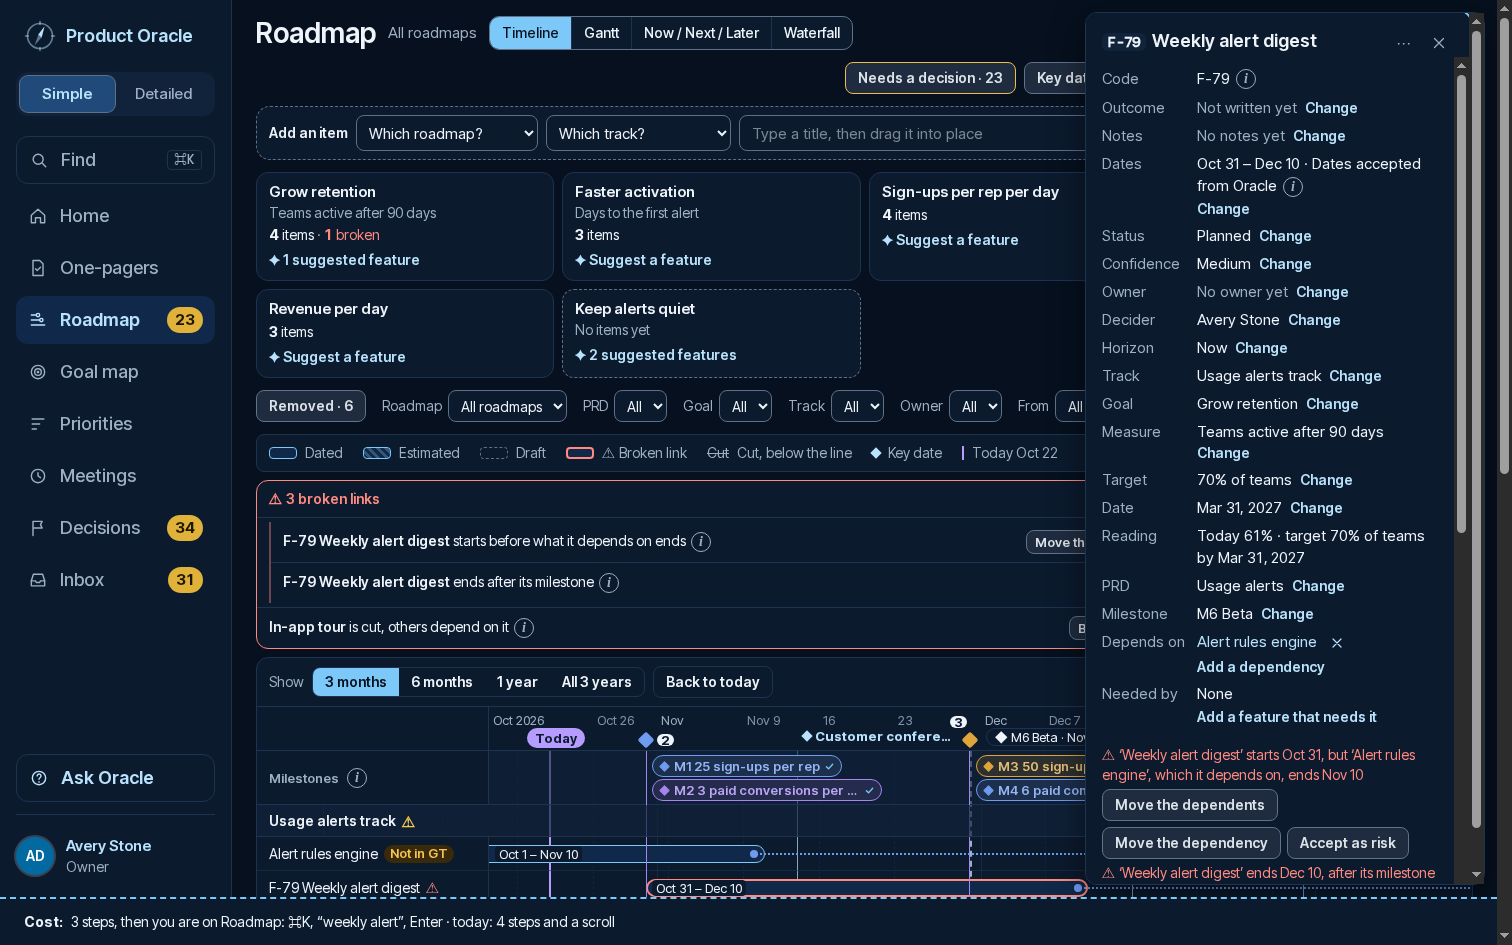 Product Oracle
Simple
Detailed
Find
⌘K
Home
One-pagers
Roadmap
23
Goal map
Priorities
Meetings
Decisions
34
Inbox
31
Ask Oracle
AD
Avery Stone
Owner
Roadmap
All roadmaps
Timeline
Gantt
Now / Next / Later
Waterfall
Needs a decision · 23
Key dat
Add an item
Which roadmap?
Which track?
Type a title, then drag it into place
Grow retention
Teams active after 90 days
4 items · 1 broken
✦ 1 suggested feature
Faster activation
Days to the first alert
3 items
✦ Suggest a feature
Sign-ups per rep per day
4 items
✦ Suggest a feature
Revenue per day
3 items
✦ Suggest a feature
Keep alerts quiet
No items yet
✦ 2 suggested features
Removed · 6
Roadmap
All roadmaps
PRD
All
Goal
All
Track
All
Owner
All
From
All
Dated
Estimated
Draft
⚠ Broken link
Cut
Cut, below the line
◆ Key date
Today Oct 22
⚠ 3 broken links
F-79 Weekly alert digest starts before what it depends on ends i
Move th
F-79 Weekly alert digest ends after its milestone i
In-app tour is cut, others depend on it i
B
Show
3 months
6 months
1 year
All 3 years
Back to today
Oct 2026
Oct 26
Nov
Nov 9
16
23
3
Dec
Dec 7
Today
2
◆ Customer confere...
◆ M6 Beta · Nov
Milestones i
◆ M1 25 sign-ups per rep ✓
◆ M3 50 sign-up
◆ M2 3 paid conversions per ... ✓
◆ M4 6 paid con
Usage alerts track ⚠
Alert rules engine
Not in GT
Oct 1 – Nov 10
F-79 Weekly alert digest ⚠
Oct 31 – Dec 10
F-79 Weekly alert digest
...
Code
F-79 i
Outcome
Not written yet Change
Notes
No notes yet Change
Dates
Oct 31 – Dec 10 · Dates accepted
from Oracle i
Change
Status
Planned Change
Confidence
Medium Change
Owner
No owner yet Change
Decider
Avery Stone Change
Horizon
Now Change
Track
Usage alerts track Change
Goal
Grow retention Change
Measure
Teams active after 90 days
Change
Target
70% of teams Change
Date
Mar 31, 2027 Change
Reading
Today 61% · target 70% of teams
by Mar 31, 2027
PRD
Usage alerts Change
Milestone
M6 Beta Change
Depends on
Alert rules engine ×
Add a dependency
Needed by
None
Add a feature that needs it
⚠ ‘Weekly alert digest’ starts Oct 31, but ‘Alert rules
engine’, which it depends on, ends Nov 10
Move the dependents
Move the dependency
Accept as risk
⚠ ‘Weekly alert digest’ ends Dec 10, after its milestone
Cost: 3 steps, then you are on Roadmap: ⌘K, “weekly alert”, Enter · today: 4 steps and a scroll